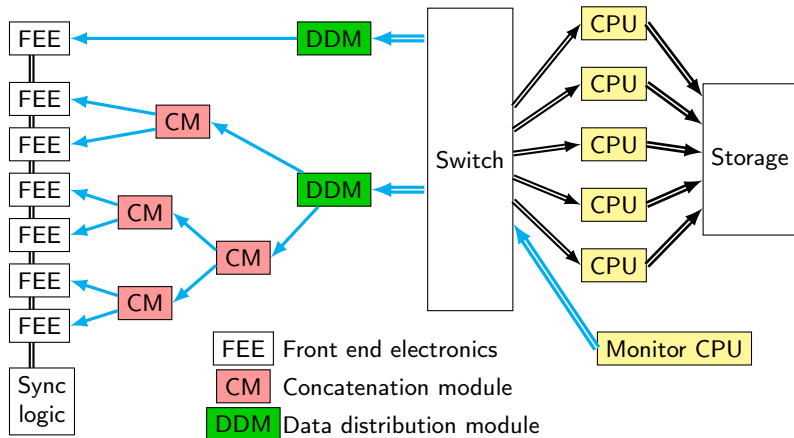 FEE
DDM
CPU
FEE
CM
CPU
FEE
CPU
Switch
Storage
FEE
DDM
CM
CPU
FEE
CM
CPU
FEE
CM
FEE
FEE Front end electronics
Monitor CPU
Sync
logic
CM Concatenation module
DDM Data distribution module